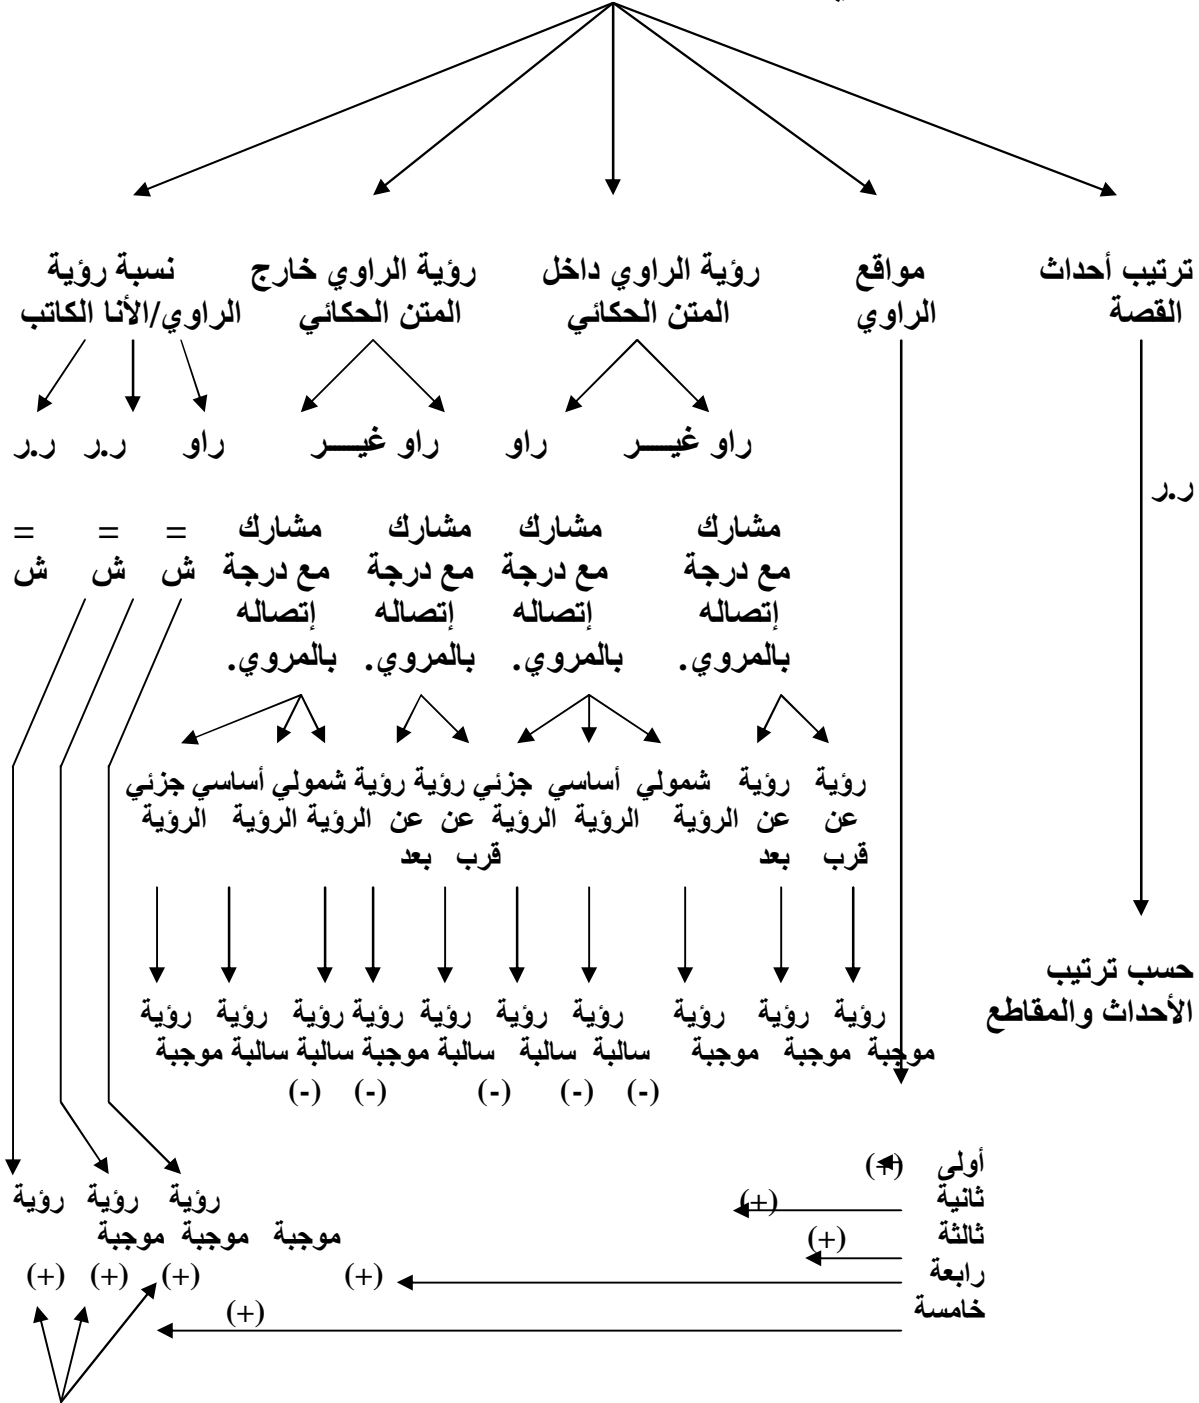 ترتيب أحداث مواقع رؤية الراوي داخل رؤية الراوي خارج نسبة رؤية
القصة الراوي المتن الحكائي المتن الحكائي الراوي/الأنا الكاتب
راو غيـــر راو راو غيـــر راو ر.ر ر.ر
ر.ر
مشارك مشارك مشارك مشارك = = =
مع درجة مع درجة مع درجة مع درجة ش ش ش
إتصاله إتصاله إتصاله إتصاله
بالمروي. بالمروي. بالمروي. بالمروي.
رؤية رؤية شمولي أساسي جزئي رؤية رؤية شمولي أساسي جزئي
عن عن الرؤية الرؤية الرؤية عن عن الرؤية الرؤية الرؤية
قرب بعد قرب بعد
حسب ترتيب
الأحداث والمقاطع
رؤية رؤية رؤية رؤية رؤية رؤية رؤية رؤية رؤية رؤية
موجبة موجبة موجبة سالبة سالبة سالبة موجبة سالبة سالبة موجبة
(-) (-) (-) (-) (-)
أولى (+)
ثانية (+)
ثالثة (+)
رابعة (+)
خامسة (+)
رؤية رؤية رؤية
موجبة موجبة موجبة
(+) (+) (+)